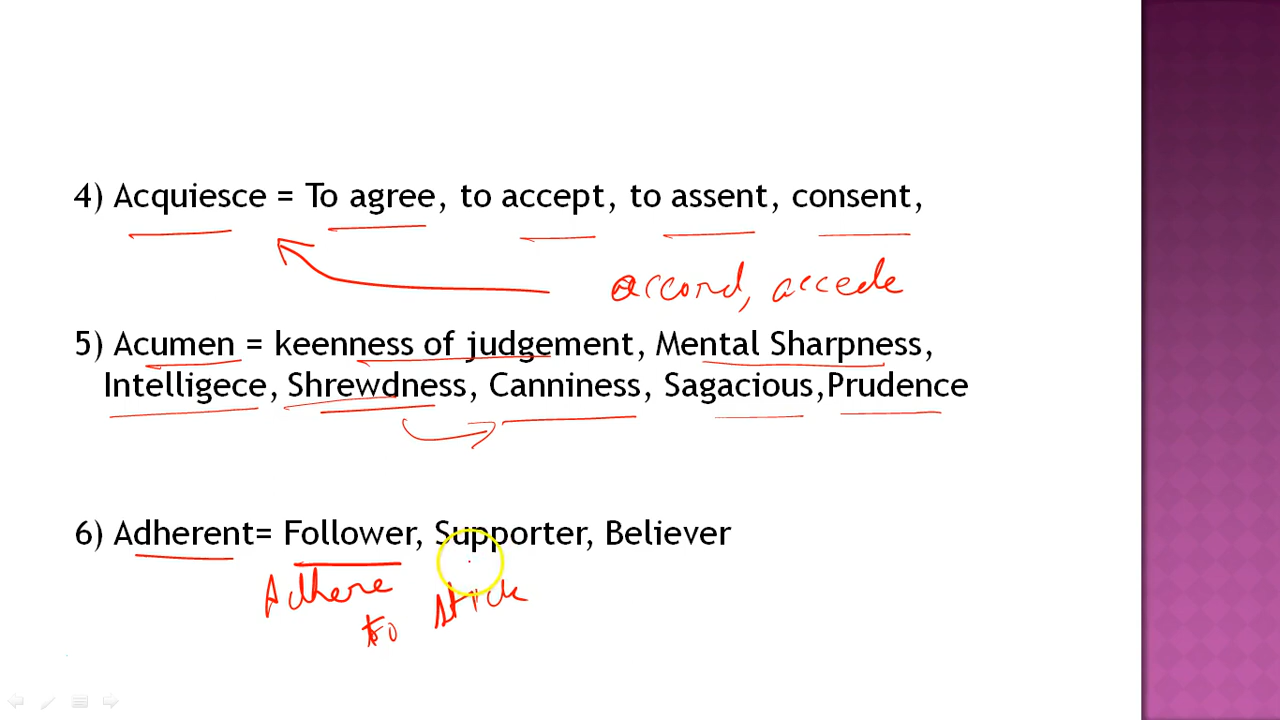 4) Acquiesce = To agree, to accept, to assent, consent,
accord, accede
5) Acumen = keenness of judgement, Mental Sharpness,
Intelligece, Shrewdness, Canniness, Sagacious,Prudence
6) Adherent= Follower, Supporter, Believer
Adhere stick
to